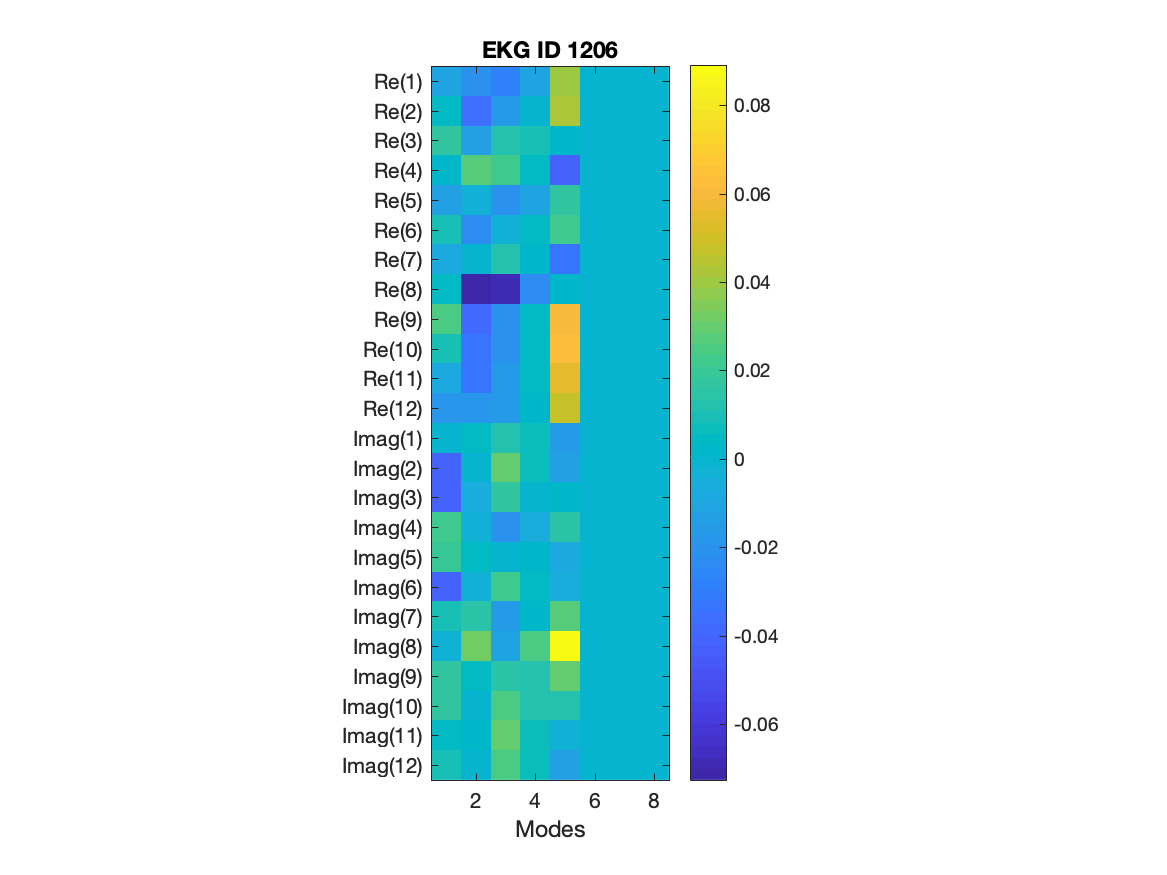 EKG ID 1206
Re(1)
Re(2)
Re(3)
Re(4)
Re(5)
Re(6)
Re(7)
Re(8)
Re(9)
Re(10)
Re(11)
Re(12)
Imag(1)
Imag(2)
Imag(3)
Imag(4)
Imag(5)
Imag(6)
Imag(7)
Imag(8)
Imag(9)
Imag(10)
Imag(11)
Imag(12)
2 4 6 8
Modes
0.08
0.06
0.04
0.02
0
-0.02
-0.04
-0.06